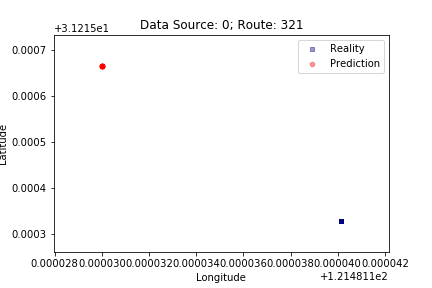 Data Source: 0; Route: 321
+3.1215e1
0.0007
0.0006
0.0005
0.0004
0.0003
Latitude
Reality
Prediction
0.000028 0.000030 0.000032 0.000034 0.000036 0.000038 0.000040 0.000042
Longitude
+1.214811e2